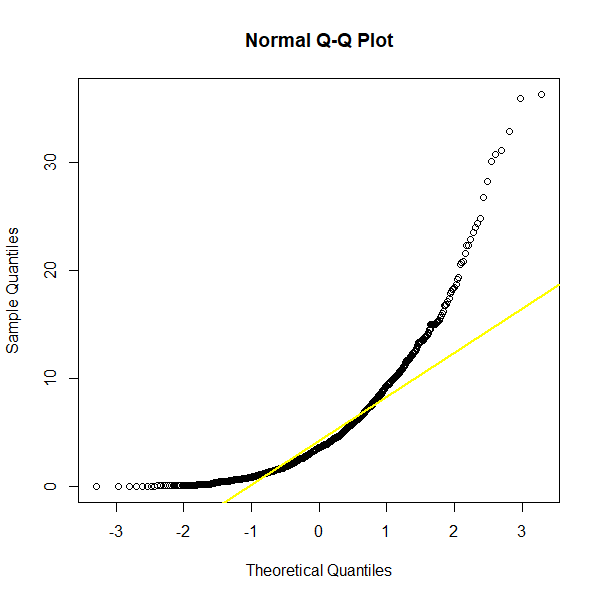 Normal Q-Q Plot
Sample Quantiles
30
20
10
0
-3 -2 -1 0 1 2 3
Theoretical Quantiles